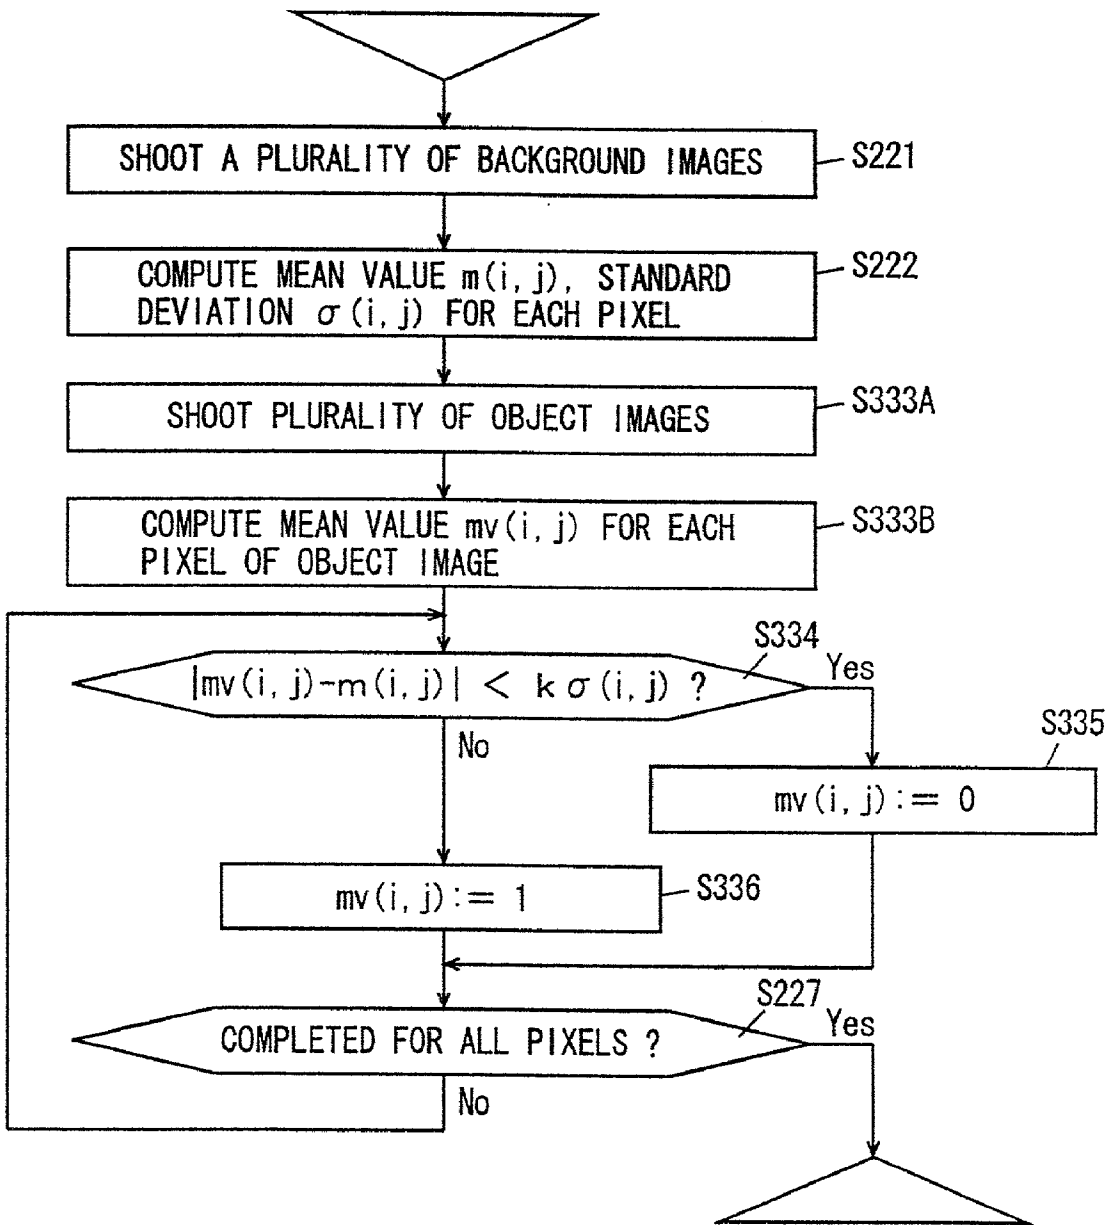 SHOOT A PLURALITY OF BACKGROUND IMAGES
S221
COMPUTE MEAN VALUE m(i, j), STANDARD
DEVIATION σ(i, j) FOR EACH PIXEL
S222
SHOOT PLURALITY OF OBJECT IMAGES
S333A
COMPUTE MEAN VALUE mv(i, j) FOR EACH
PIXEL OF OBJECT IMAGE
S333B
|mv(i, j)-m(i, j)| < kσ(i, j) ?
S334
Yes
No
S335
mv(i, j):= 0
mv(i, j):= 1
S336
COMPLETED FOR ALL PIXELS ?
S227
Yes
No